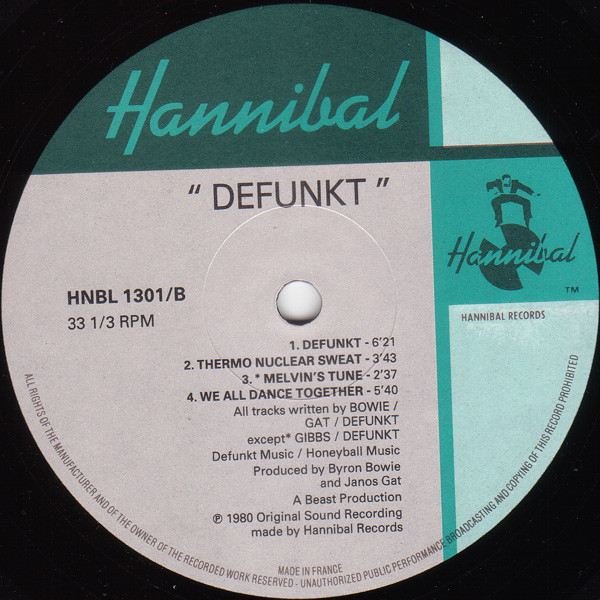 Hannibal
" DEFUNKT "
Hannibal
TM
HANNIBAL RECORDS
HNBL 1301/B
33 1/3 RPM
1. DEFUNKT - 6'21
2. THERMO NUCLEAR SWEAT - 3'43
3. * MELVIN'S TUNE - 2'37
4. WE ALL DANCE TOGETHER - 5'40
All tracks written by BOWIE /
GAT / DEFUNKT
except* GIBBS / DEFUNKT
Defunkt Music / Honeyball Music
Produced by Byron Bowie
and Janos Gat
A Beast Production
℗ 1980 Original Sound Recording
made by Hannibal Records
MADE IN FRANCE
ALL RIGHTS OF THE MANUFACTURER AND OF THE OWNER OF THE RECORDED WORK RESERVED - UNAUTHORIZED PUBLIC PERFORMANCE BROADCASTING AND COPYING OF THIS RECORD PROHIBITED